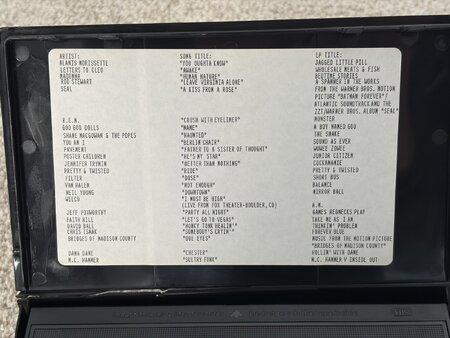 ARTIST: SONG TITLE: LP TITLE:
ALANIS MORISSETTE "YOU OUGHTA KNOW" JAGGED LITTLE PILL
LETTERS TO CLEO "AWAKE" WHOLESALE MEATS & FISH
MADONNA "HUMAN NATURE" BEDTIME STORIES
ROD STEWART "LEAVE VIRGINIA ALONE" A SPANNER IN THE WORKS
SEAL "A KISS FROM A ROSE" FROM THE WARNER BROS. MOTION
PICTURE "BATMAN FOREVER"/
ATLANTIC SOUNDTRACK AND THE
ZZT/WARNER BROS. ALBUM "SEAL"
R.E.M. "CRUSH WITH EYELINER" MONSTER
GOO GOO DOLLS "NAME" A BOY NAMED GOO
SHANE MACGOWAN & THE POPES "HAUNTED" THE SNAKE
YOU AM I "BERLIN CHAIR" SOUND AS EVER
PAVEMENT "FATHER TO A SISTER OF THOUGHT" WOWEE ZOWEE
POSTER CHILDREN "HE'S MY STAR" JUNIOR CITIZEN
JENNIFER TRYNIN "BETTER THAN NOTHING" COCKAMAMIE
PRETTY & TWISTED "RIDE" PRETTY & TWISTED
FILTER "DOSE" SHORT BUS
VAN HALEN "NOT ENOUGH" BALANCE
NEIL YOUNG "DOWNTOWN" MIRROR BALL
WILCO "I MUST BE HIGH"
(LIVE FROM FOX THEATER-BOULDER, CO) A.M.
JEFF FOXWORTHY "PARTY ALL NIGHT" GAMES REDNECKS PLAY
FAITH HILL "LET'S GO TO VEGAS" TAKE ME AS I AM
DAVID BALL "HONKY TONK HEALIN'" THINKIN' PROBLEM
CHRIS ISAAK "SOMEBODY'S CRYIN'" FOREVER BLUE
BRIDGES OF MADISON COUNTY "DOE EYES" MUSIC FROM THE MOTION PICTURE
"BRIDGES OF MADISON COUNTY"
DANA DANE "CHESTER" ROLLIN' WITH DANE
M.C. HAMMER "SULTRY FUNK" M.C. HAMMER V INSIDE OUT
VHS